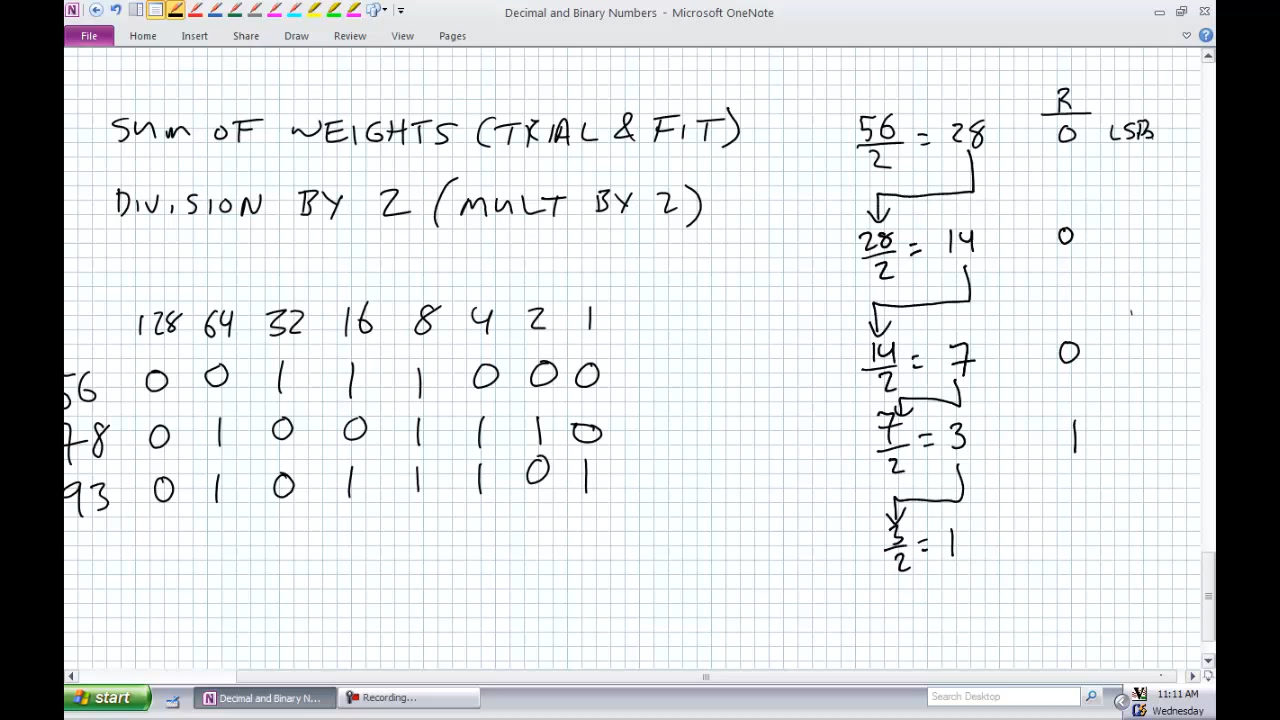 Decimal and Binary Numbers - Microsoft OneNote
File Home Insert Share Draw Review View Pages
SUM OF WEIGHTS (TRIAL & FIT)
DIVISION BY 2 (MULT BY 2)
128 64 32 16 8 4 2 1
56 0 0 1 1 1 0 0 0
78 0 1 0 0 1 1 1 0
93 0 1 0 1 1 1 0 1
R
56/2 = 28 0 LSB
28/2 = 14 0
14/2 = 7 0
7/2 = 3 1
3/2 = 1
start Decimal and Binary N... Recording... Search Desktop 11:11 AM
Wednesday